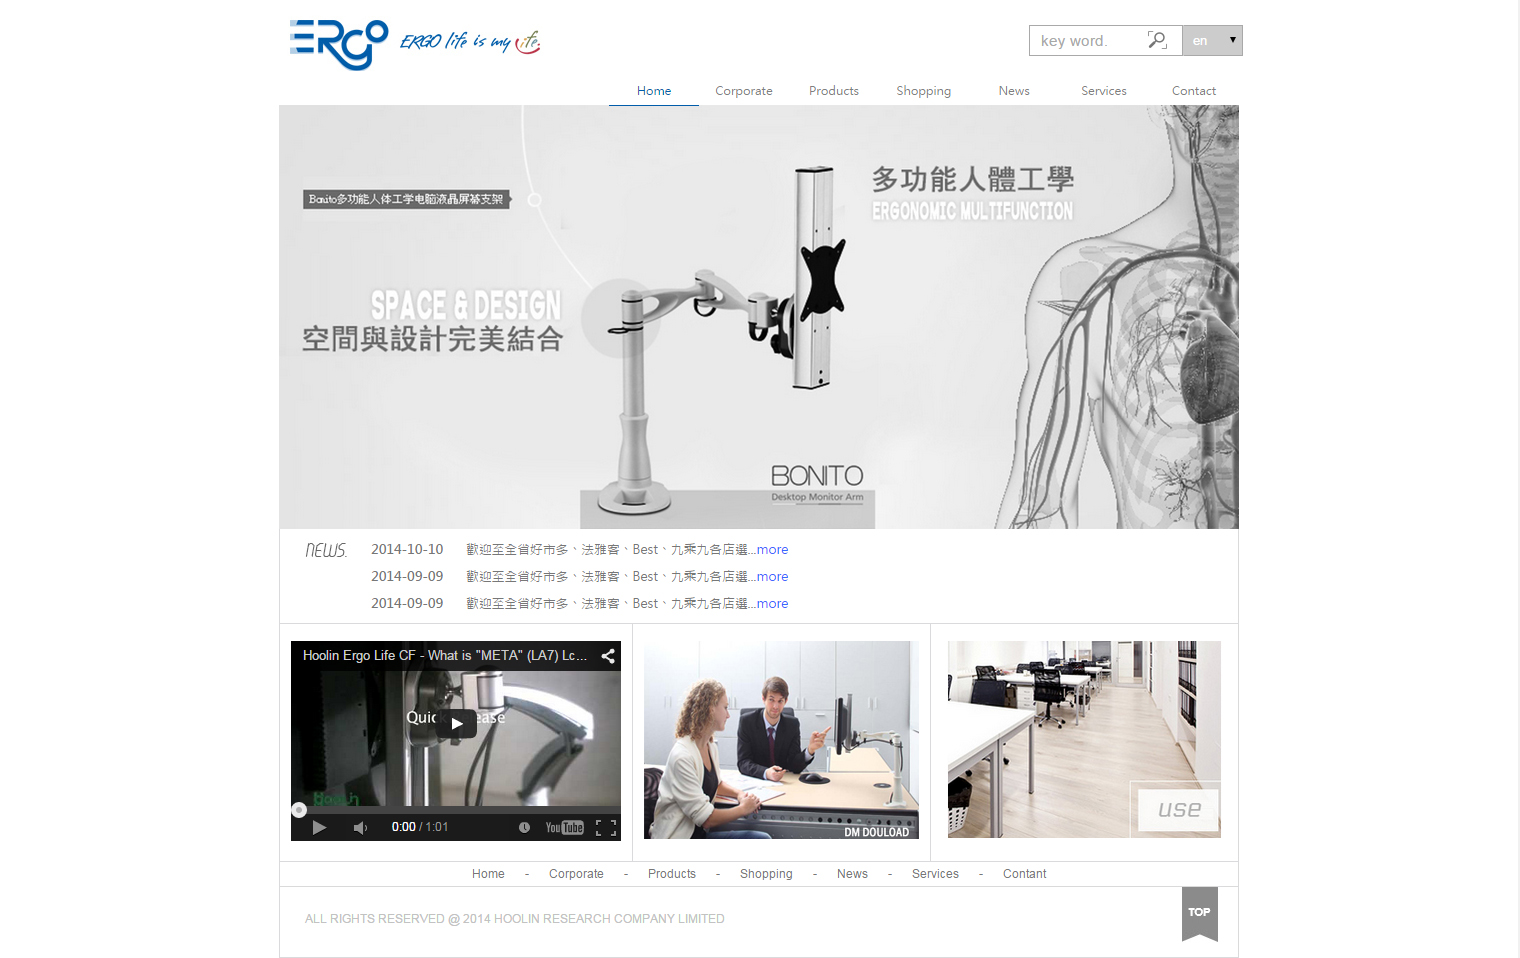 ERGO
ERGO life is my life.
key word.
en
Home Corporate Products Shopping News Services Contact
Bonito多功能人体工学电脑液晶屏幕支架
多功能人體工學
ERGONOMIC MULTIFUNCTION
SPACE & DESIGN
空間與設計完美結合
BONITO
Desktop Monitor Arm
NEWS.
2014-10-10 歡迎至全省好市多、法雅客、Best、九乘九各店選...more
2014-09-09 歡迎至全省好市多、法雅客、Best、九乘九各店選...more
2014-09-09 歡迎至全省好市多、法雅客、Best、九乘九各店選...more
Hoolin Ergo Life CF - What is "META" (LA7) Lc...
0:00 / 1:01
YouTube
DM DOULOAD
use
Home - Corporate - Products - Shopping - News - Services - Contant
ALL RIGHTS RESERVED @ 2014 HOOLIN RESEARCH COMPANY LIMITED
TOP